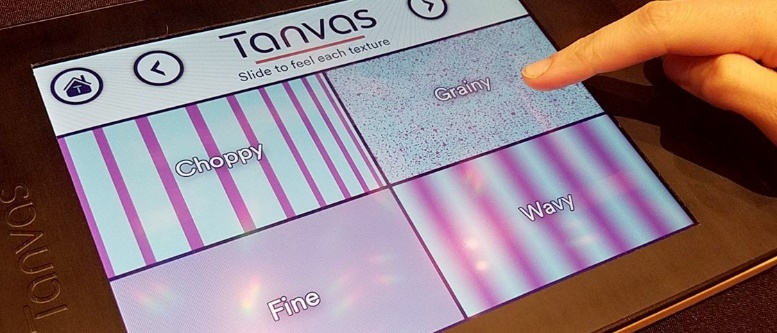 Tanvas
Slide to feel each texture
Choppy
Grainy
Fine
Wavy
Tanvas